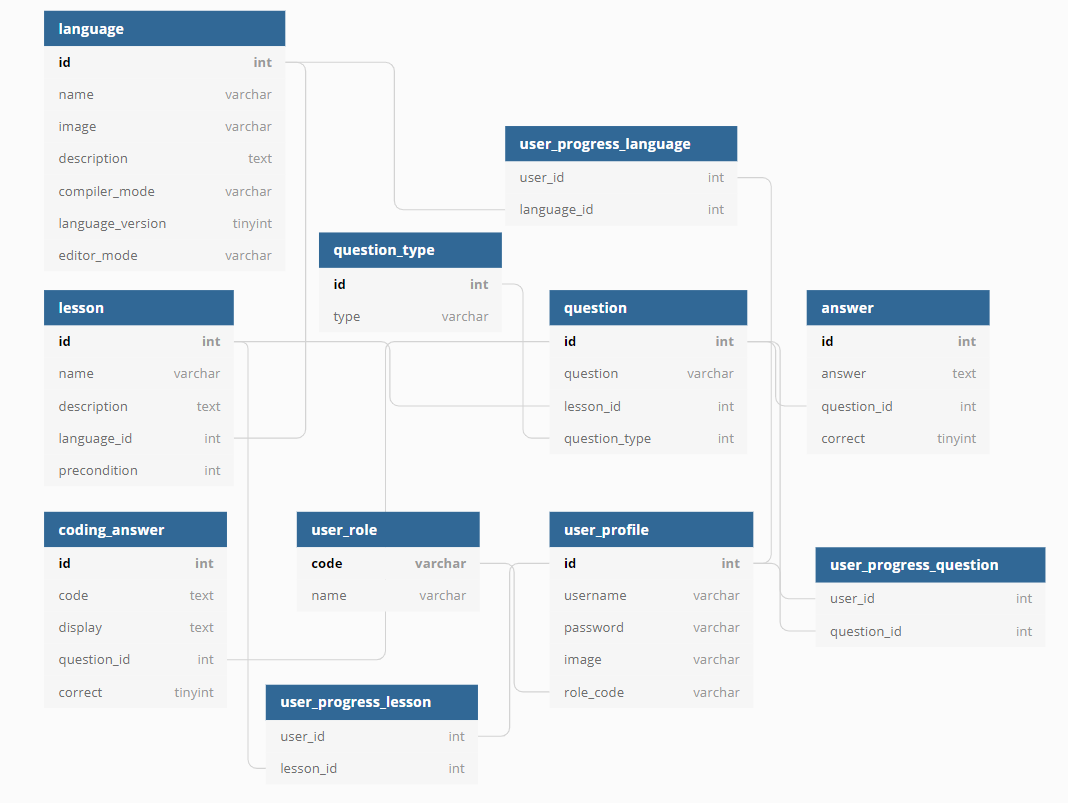 language
id int
name varchar
image varchar
description text
compiler_mode varchar
language_version tinyint
editor_mode varchar
user_progress_language
user_id int
language_id int
question_type
id int
type varchar
lesson
id int
name varchar
description text
language_id int
precondition int
question
id int
question varchar
lesson_id int
question_type int
answer
id int
answer text
question_id int
correct tinyint
coding_answer
id int
code text
display text
question_id int
correct tinyint
user_role
code varchar
name varchar
user_profile
id int
username varchar
password varchar
image varchar
role_code varchar
user_progress_question
user_id int
question_id int
user_progress_lesson
user_id int
lesson_id int